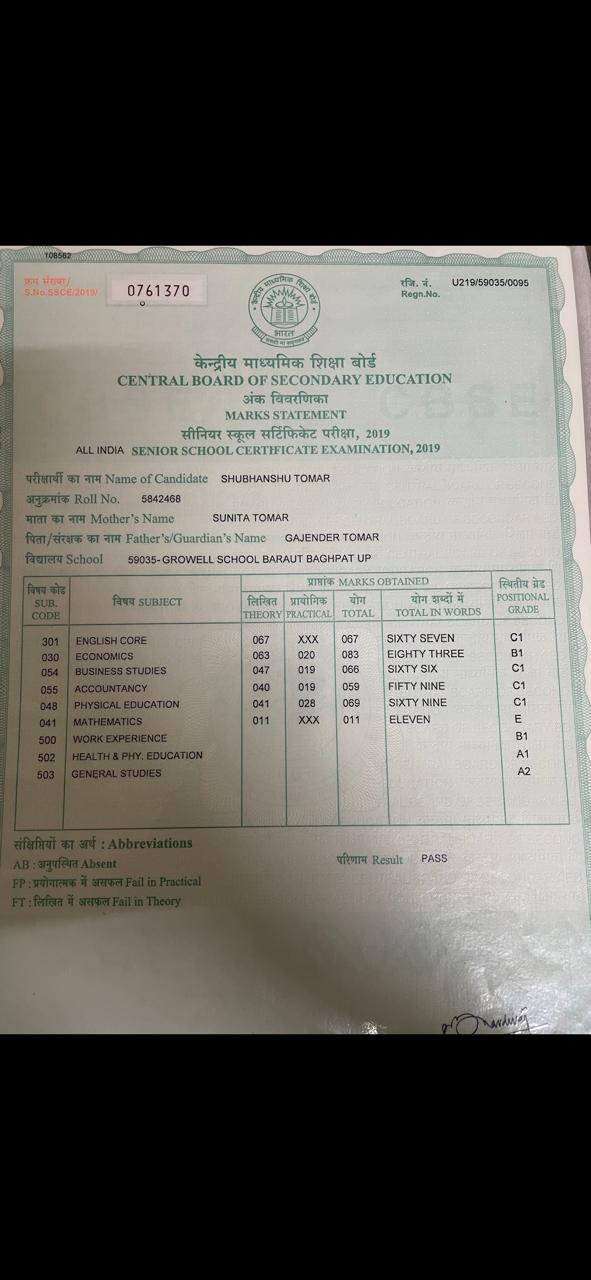 108562
क्रम संख्या/
S.No.SSCE/2019/ 0761370
रजि. नं. U219/59035/0095
Regn.No.
केन्द्रीय माध्यमिक शिक्षा बोर्ड
भारत
केन्द्रीय माध्यमिक शिक्षा बोर्ड
CENTRAL BOARD OF SECONDARY EDUCATION
अंक विवरणिका
MARKS STATEMENT
सीनियर स्कूल सर्टिफिकेट परीक्षा, 2019
ALL INDIA SENIOR SCHOOL CERTIFICATE EXAMINATION, 2019
CBSE
परीक्षार्थी का नाम Name of Candidate SHUBHANSHU TOMAR
अनुक्रमांक Roll No. 5842468
माता का नाम Mother's Name SUNITA TOMAR
पिता/संरक्षक का नाम Father's/Guardian's Name GAJENDER TOMAR
विद्यालय School 59035-GROWELL SCHOOL BARAUT BAGHPAT UP
विषय कोड SUB. CODE विषय SUBJECT प्राप्तांक MARKS OBTAINED स्थितीय ग्रेड POSITIONAL GRADE
लिखित THEORY प्रायोगिक PRACTICAL योग TOTAL योग शब्दों में TOTAL IN WORDS
301 ENGLISH CORE 067 XXX 067 SIXTY SEVEN C1
030 ECONOMICS 063 020 083 EIGHTY THREE B1
054 BUSINESS STUDIES 047 019 066 SIXTY SIX C1
055 ACCOUNTANCY 040 019 059 FIFTY NINE C1
048 PHYSICAL EDUCATION 041 028 069 SIXTY NINE C1
041 MATHEMATICS 011 XXX 011 ELEVEN E
500 WORK EXPERIENCE B1
502 HEALTH & PHY. EDUCATION A1
503 GENERAL STUDIES A2
संक्षिप्तियों का अर्थ : Abbreviations
AB : अनुपस्थित Absent
परिणाम Result PASS
FP : प्रयोगात्मक में असफल Fail in Practical
FT : लिखित में असफल Fail in Theory